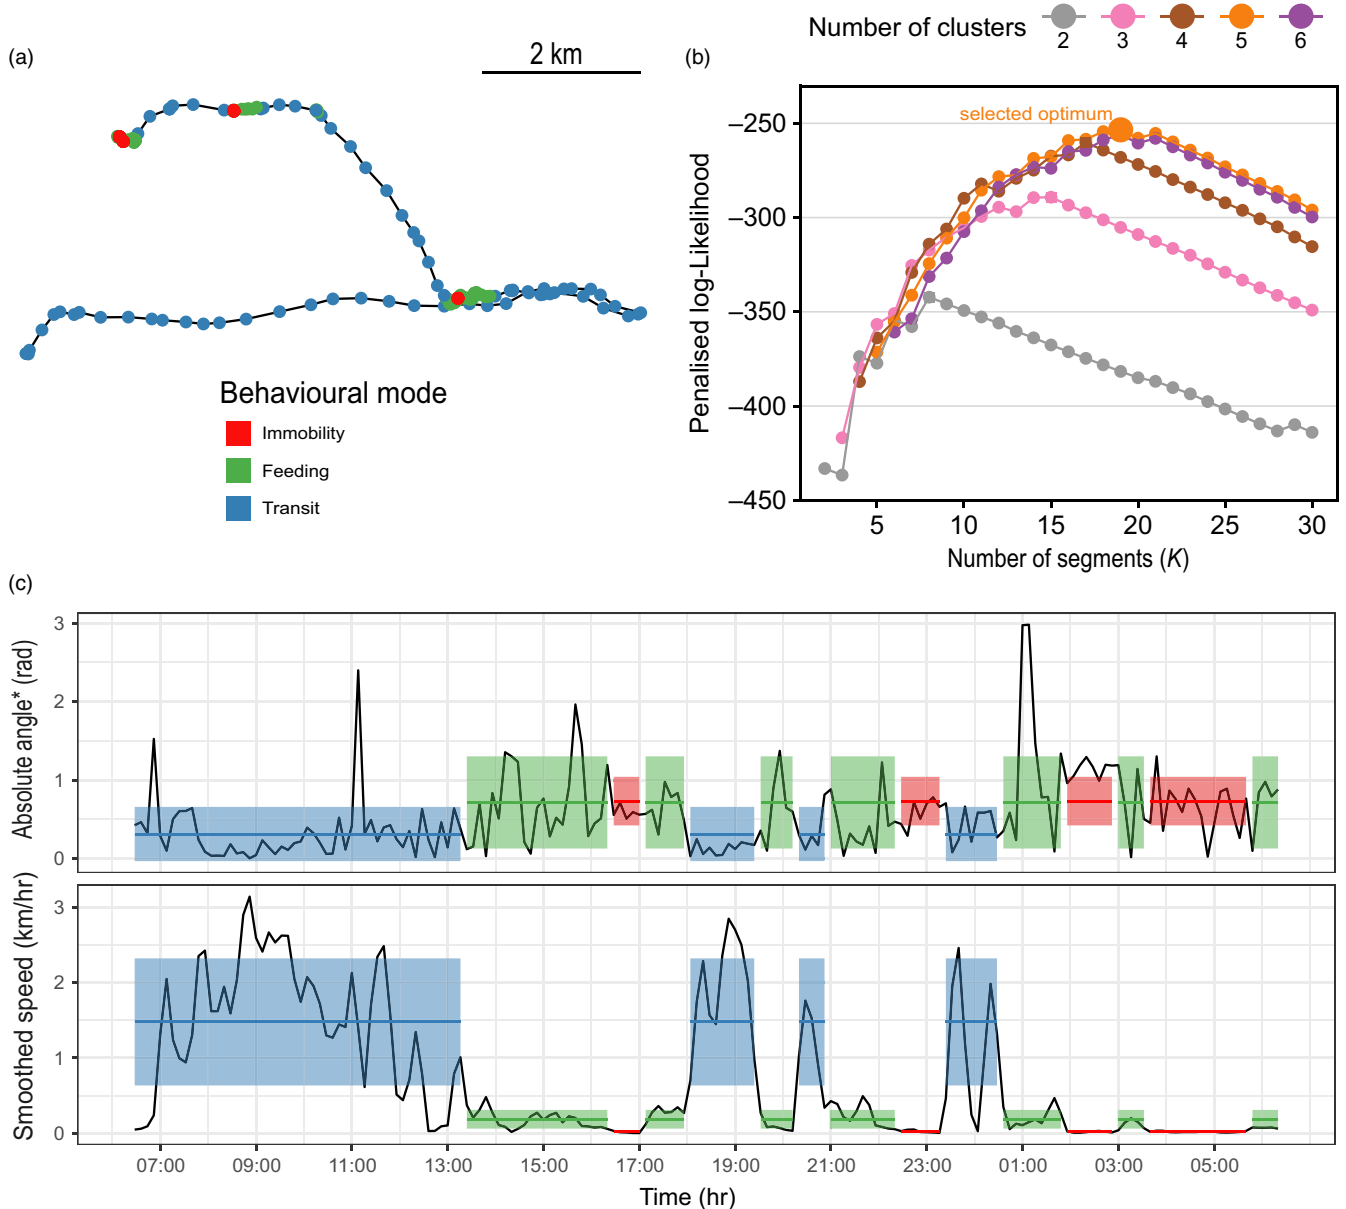 (a)
2 km
Behavioural mode
Immobility
Feeding
Transit
(b)
Number of clusters
2 3 4 5 6
selected optimum
Penalised log-Likelihood
−250
−300
−350
−400
−450
5 10 15 20 25 30
Number of segments (K)
(c)
Absolute angle* (rad)
3
2
1
0
Smoothed speed (km/hr)
3
2
1
0
07:00 09:00 11:00 13:00 15:00 17:00 19:00 21:00 23:00 01:00 03:00 05:00
Time (hr)